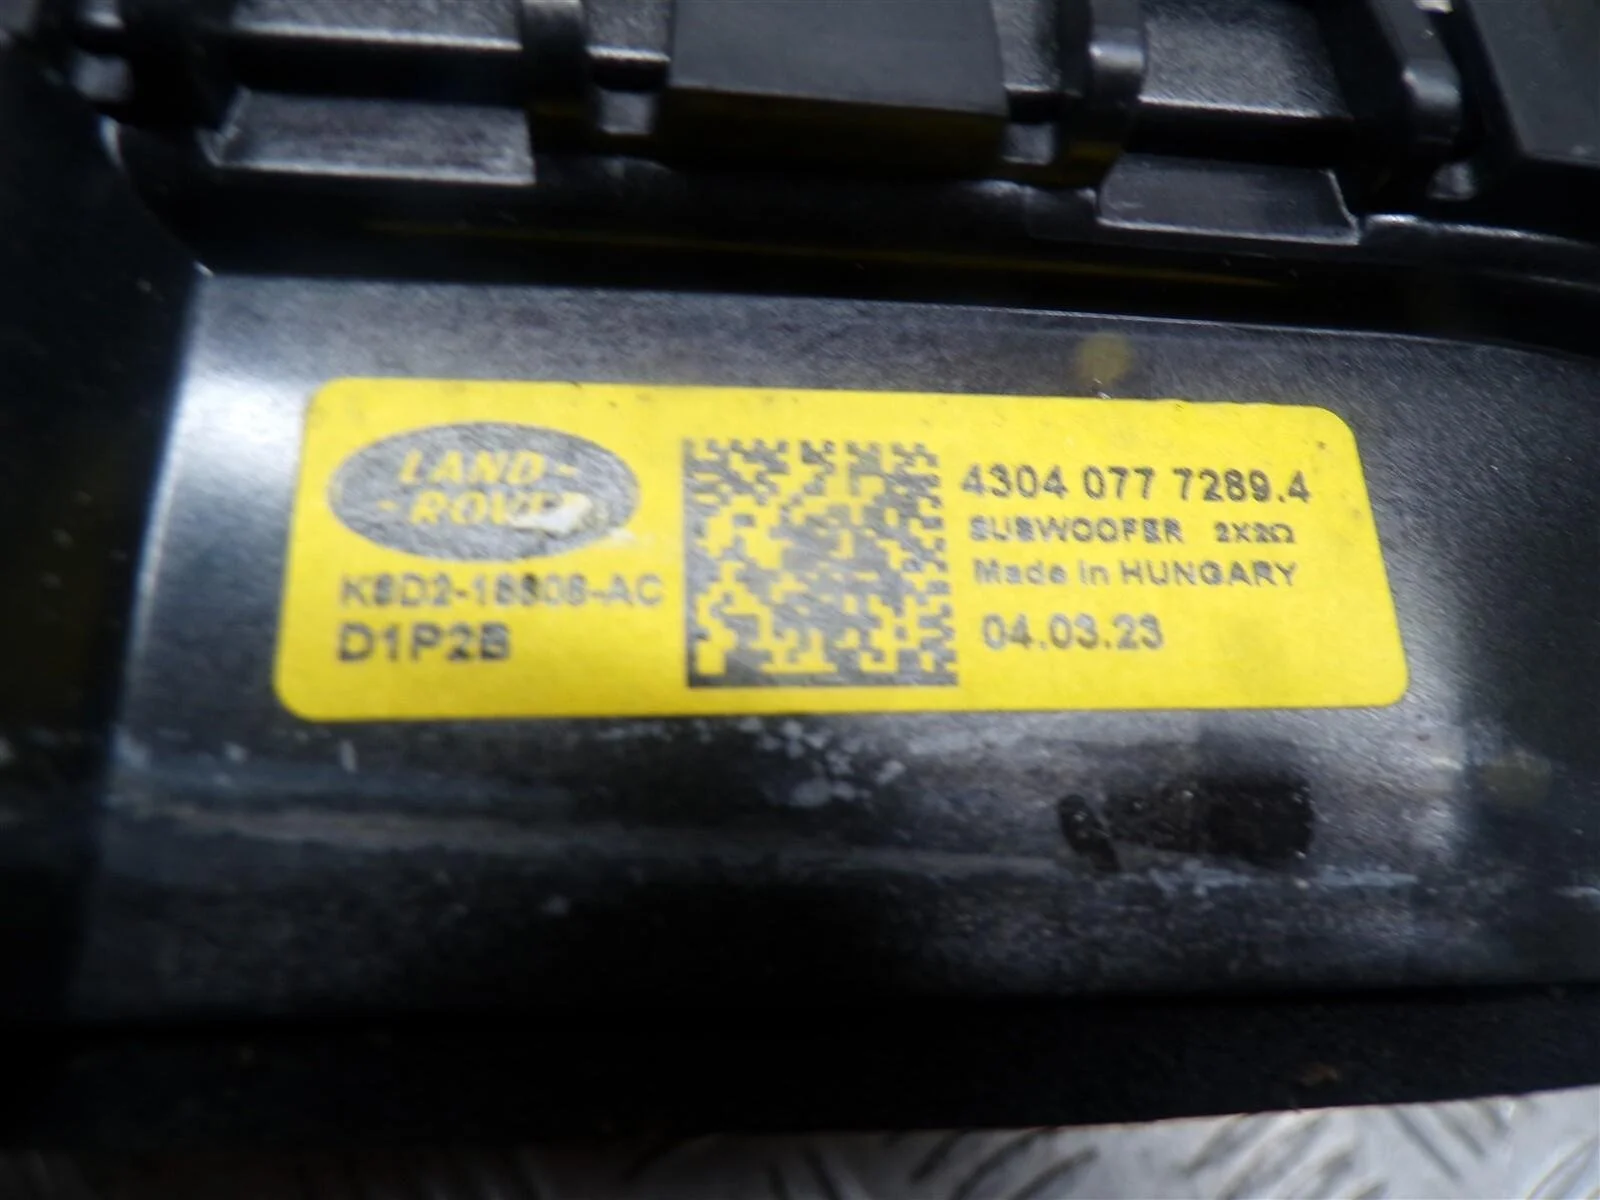 LAND-
-ROVER
K8D2-18808-AC
D1P2B
4304 077 7289.4
SUBWOOFER 2X2Ω
Made in HUNGARY
04.03.23